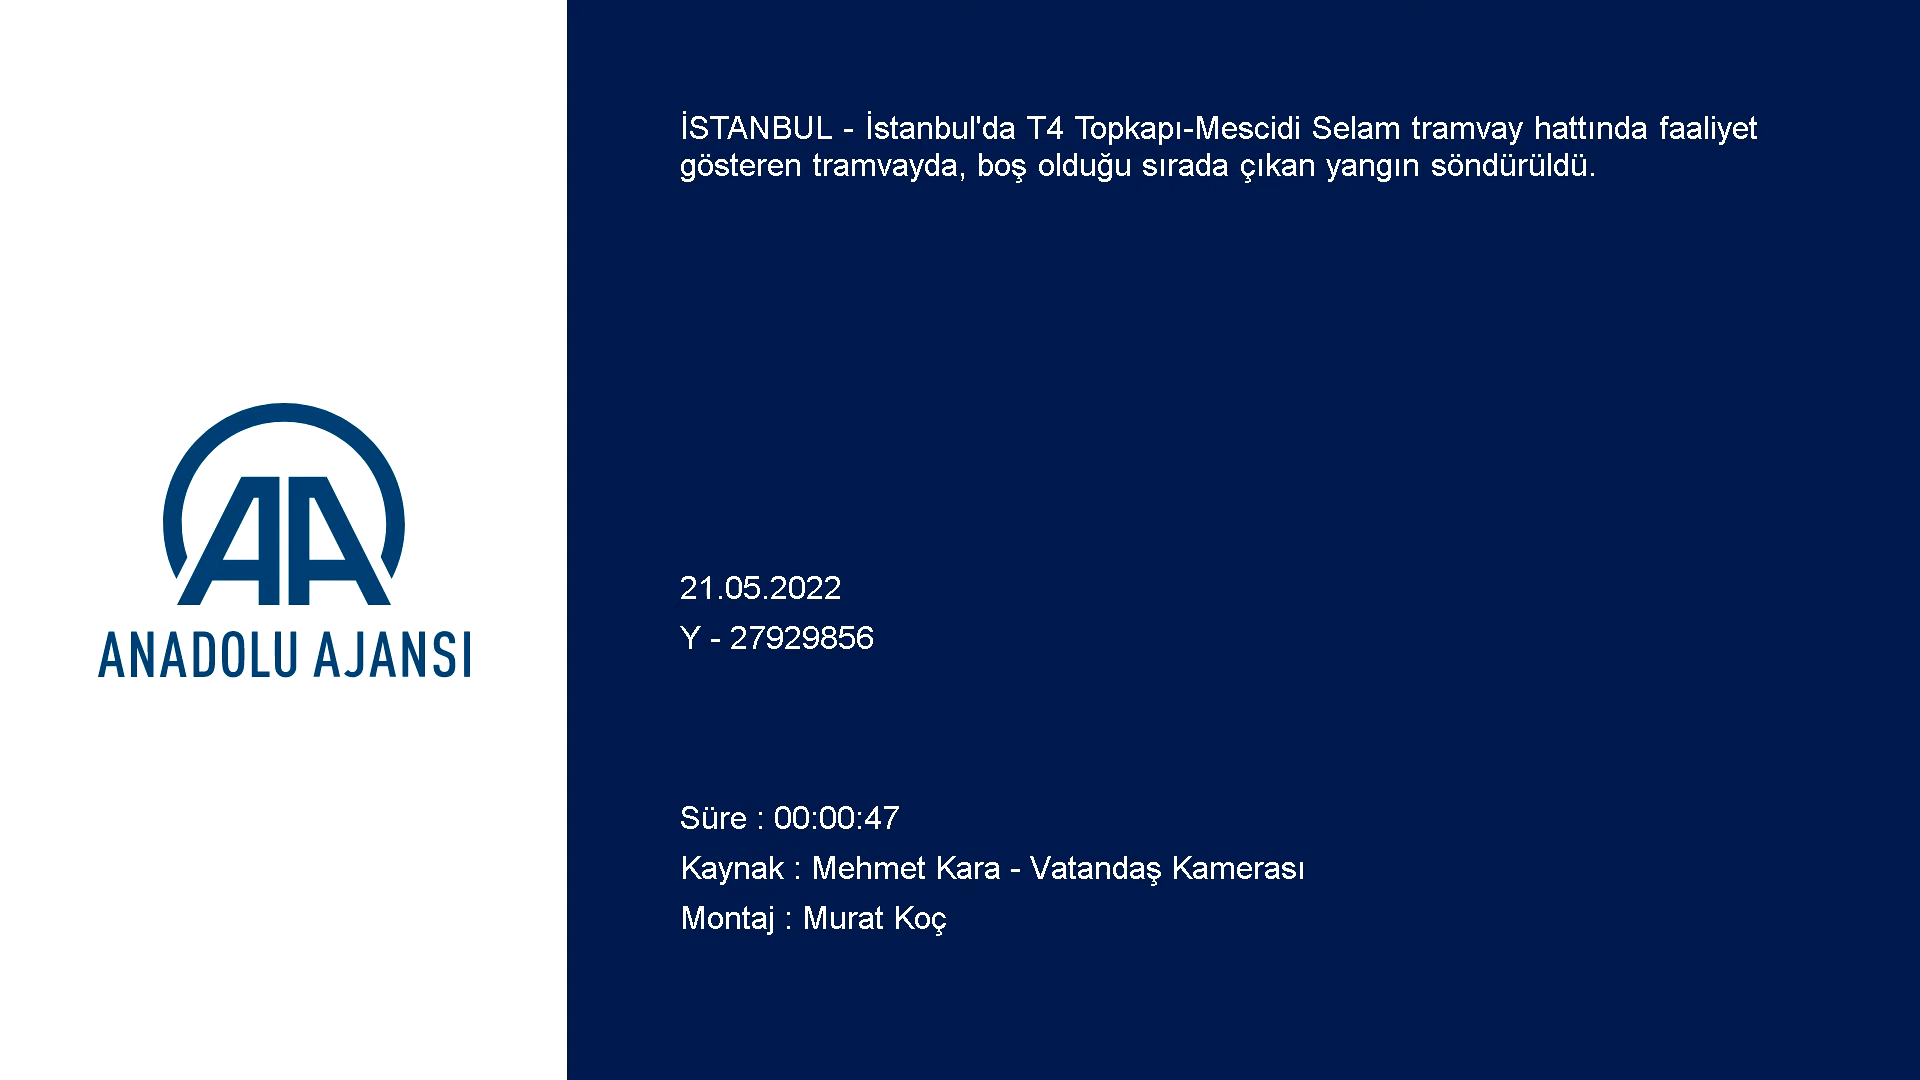 İSTANBUL - İstanbul'da T4 Topkapı-Mescidi Selam tramvay hattında faaliyet
gösteren tramvayda, boş olduğu sırada çıkan yangın söndürüldü.
AA
ANADOLU AJANSI
21.05.2022
Y - 27929856
Süre : 00:00:47
Kaynak : Mehmet Kara - Vatandaş Kamerası
Montaj : Murat Koç